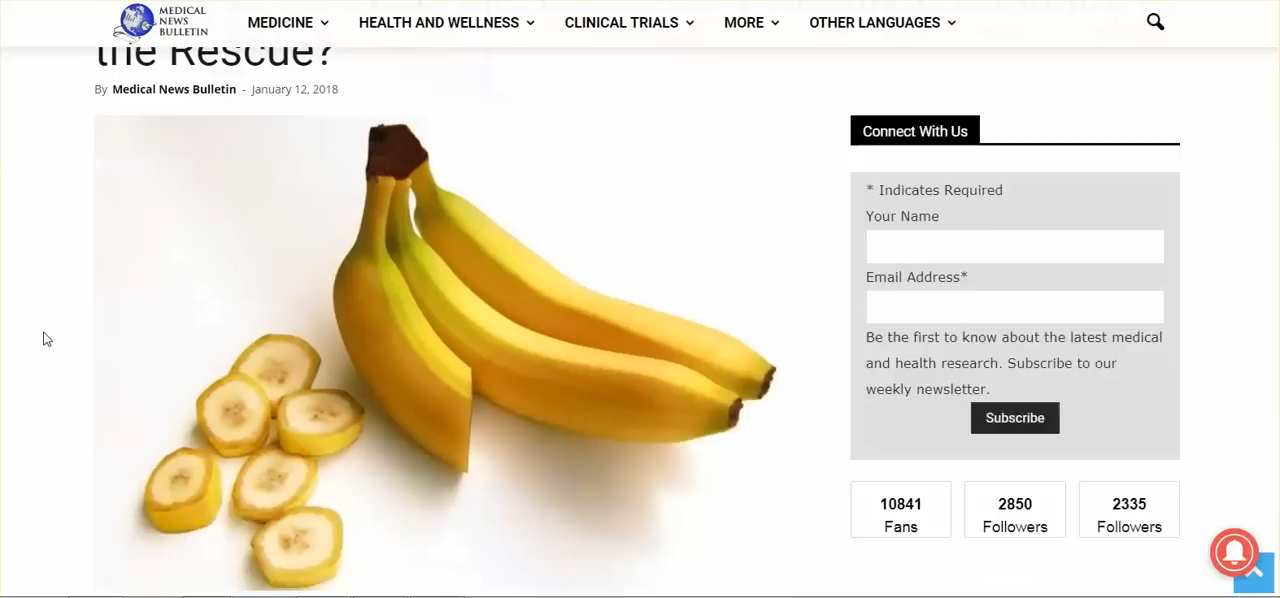 MEDICAL
NEWS
BULLETIN
MEDICINE
HEALTH AND WELLNESS
CLINICAL TRIALS
MORE
OTHER LANGUAGES
the Rescue?
By Medical News Bulletin - January 12, 2018
Connect With Us
* Indicates Required
Your Name
Email Address*
Be the first to know about the latest medical
and health research. Subscribe to our
weekly newsletter.
Subscribe
10841
Fans
2850
Followers
2335
Followers